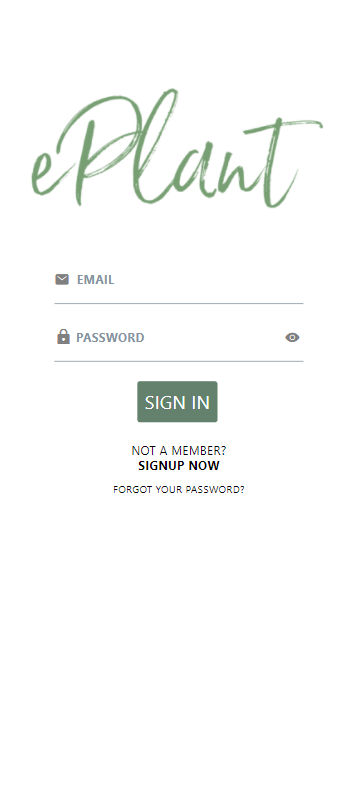 ePlant
EMAIL
PASSWORD
SIGN IN
NOT A MEMBER?
SIGNUP NOW
FORGOT YOUR PASSWORD?